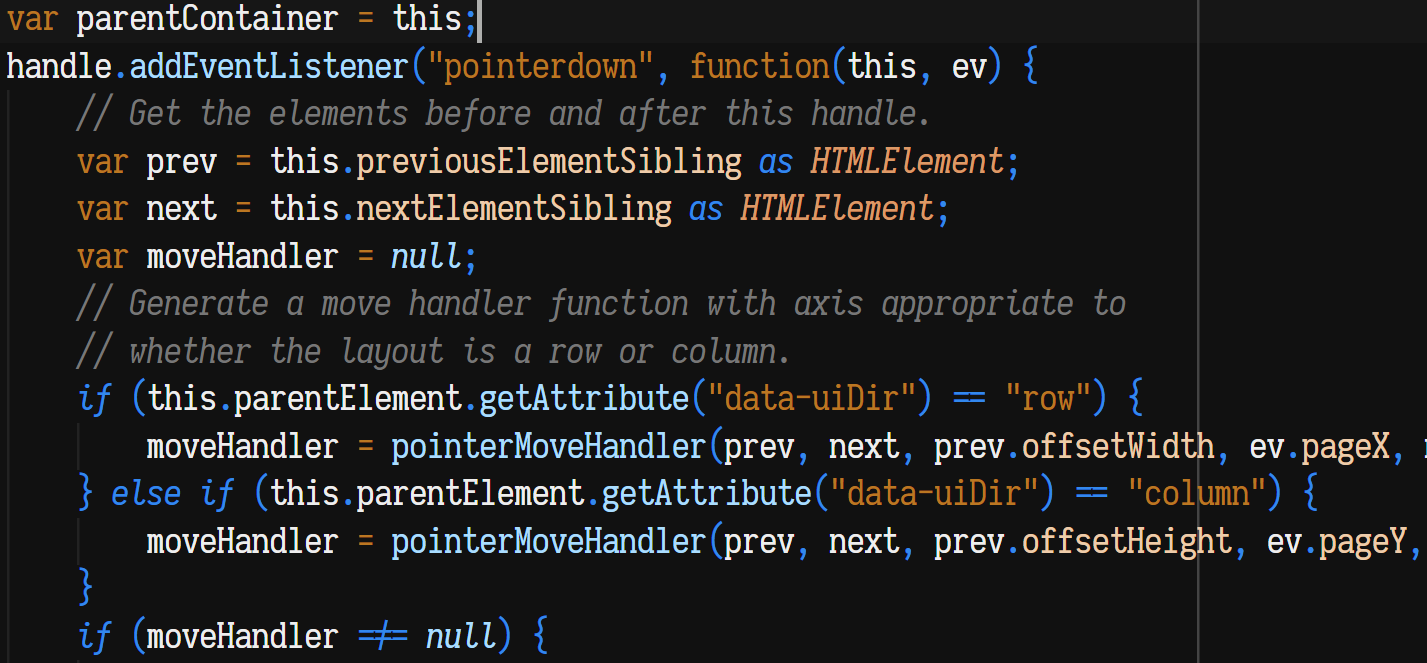 var parentContainer = this;
handle.addEventListener("pointerdown", function(this, ev) {
// Get the elements before and after this handle.
var prev = this.previousElementSibling as HTMLElement;
var next = this.nextElementSibling as HTMLElement;
var moveHandler = null;
// Generate a move handler function with axis appropriate to
// whether the layout is a row or column.
if (this.parentElement.getAttribute("data-uiDir") == "row") {
moveHandler = pointerMoveHandler(prev, next, prev.offsetWidth, ev.pageX,
} else if (this.parentElement.getAttribute("data-uiDir") == "column") {
moveHandler = pointerMoveHandler(prev, next, prev.offsetHeight, ev.pageY,
}
if (moveHandler !== null) {